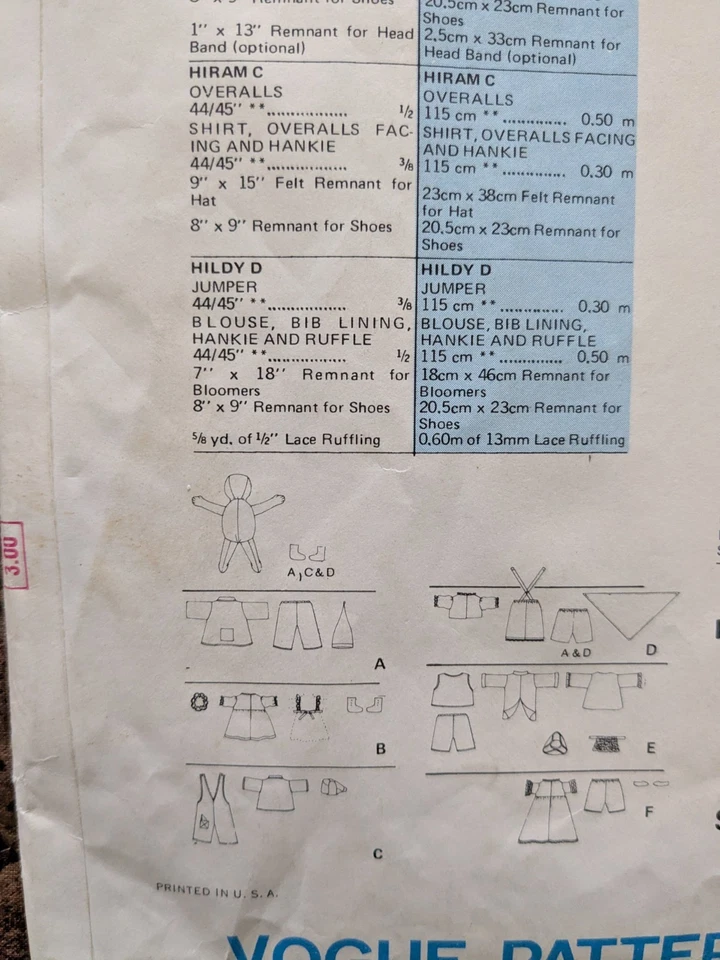 1" x 13" Remnant for Head
Band (optional)
HIRAM C
OVERALLS
44/45" **.................. 1/2
SHIRT, OVERALLS FAC-
ING AND HANKIE
44/45" **.................. 3/8
9" x 15" Felt Remnant for
Hat
8" x 9" Remnant for Shoes
HILDY D
JUMPER
44/45" **.................. 3/8
BLOUSE, BIB LINING,
HANKIE AND RUFFLE
44/45" **.................. 1/2
7" x 18" Remnant for
Bloomers
8" x 9" Remnant for Shoes
5/8 yd. of 1/2" Lace Ruffling
20.5cm x 23cm Remnant for
Shoes
2.5cm x 33cm Remnant for
Head Band (optional)
HIRAM C
OVERALLS
115 cm ** .............. 0.50 m
SHIRT, OVERALLS FACING
AND HANKIE
115 cm ** .............. 0.30 m
23cm x 38cm Felt Remnant
for Hat
20.5cm x 23cm Remnant for
Shoes
HILDY D
JUMPER
115 cm ** .............. 0.30 m
BLOUSE, BIB LINING,
HANKIE AND RUFFLE
115 cm ** .............. 0.50 m
18cm x 46cm Remnant for
Bloomers
20.5cm x 23cm Remnant for
Shoes
0.60m of 13mm Lace Ruffling
3.00
A,C&D
A
B
C
A&D
D
E
F
PRINTED IN U. S. A.
VOGUE